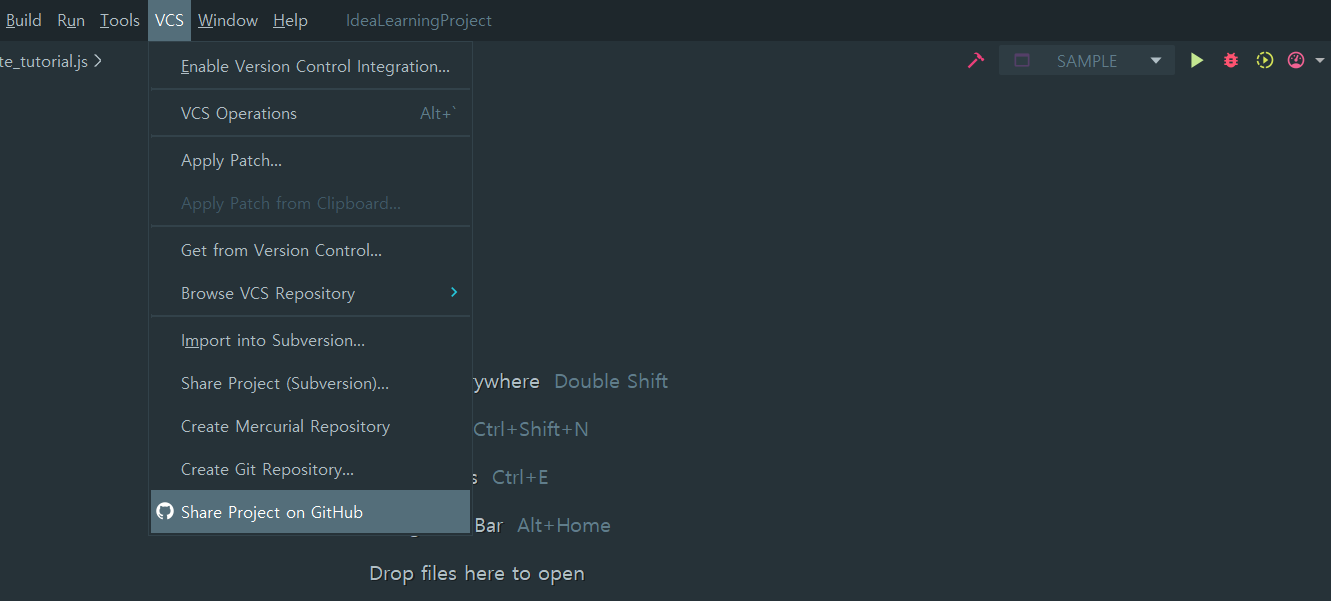 Build Run Tools VCS Window Help IdeaLearningProject
te_tutorial.js
SAMPLE
Enable Version Control Integration...
VCS Operations Alt+`
Apply Patch...
Apply Patch from Clipboard...
Get from Version Control...
Browse VCS Repository
Import into Subversion...
Share Project (Subversion)...
ywhere Double Shift
Create Mercurial Repository
Ctrl+Shift+N
Create Git Repository...
s Ctrl+E
Share Project on GitHub
Bar Alt+Home
Drop files here to open